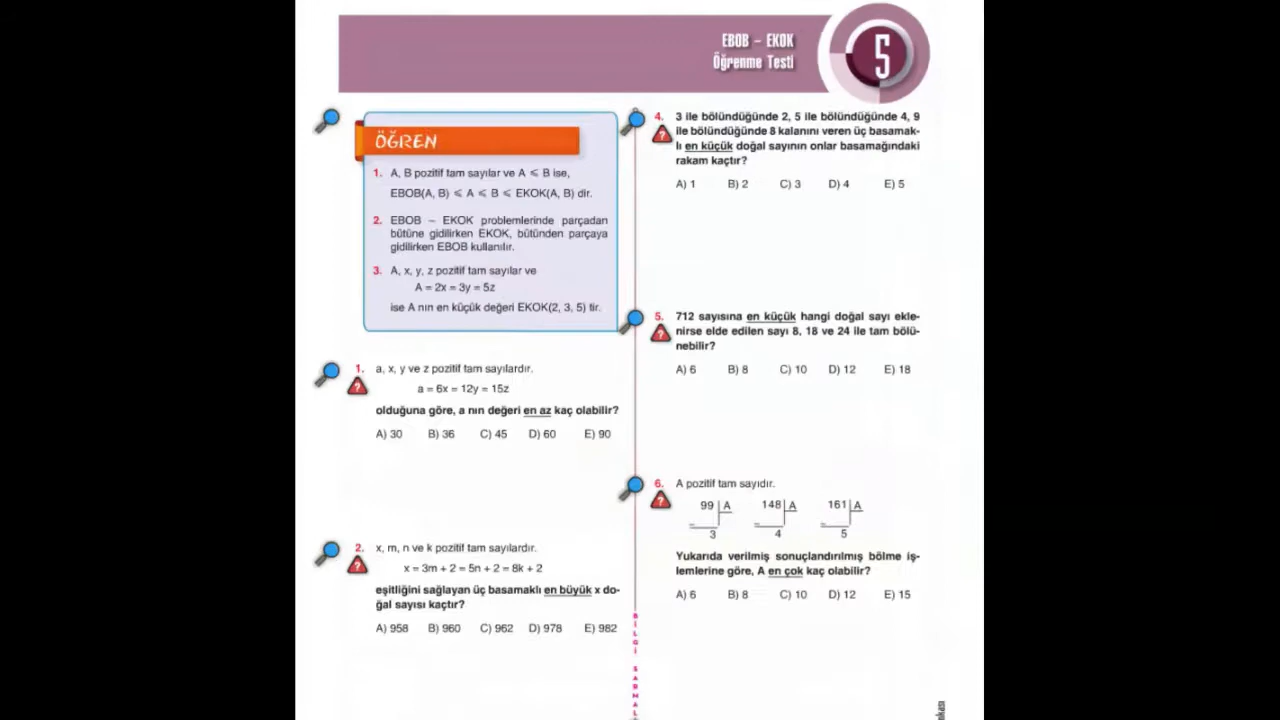 EBOB – EKOK
Öğrenme Testi
5
ÖĞREN
1. A, B pozitif tam sayılar ve A ⩽ B ise,
EBOB(A, B) ⩽ A ⩽ B ⩽ EKOK(A, B) dir.
2. EBOB – EKOK problemlerinde parçadan
bütüne gidilirken EKOK, bütünden parçaya
gidilirken EBOB kullanılır.
3. A, x, y, z pozitif tam sayılar ve
A = 2x = 3y = 5z
ise A nın en küçük değeri EKOK(2, 3, 5) tir.
1. a, x, y ve z pozitif tam sayılardır.
a = 6x = 12y = 15z
olduğuna göre, a nın değeri en az kaç olabilir?
A) 30 B) 36 C) 45 D) 60 E) 90
2. x, m, n ve k pozitif tam sayılardır.
x = 3m + 2 = 5n + 2 = 8k + 2
eşitliğini sağlayan üç basamaklı en büyük x do-
ğal sayısı kaçtır?
A) 958 B) 960 C) 962 D) 978 E) 982
4. 3 ile bölündüğünde 2, 5 ile bölündüğünde 4, 9
ile bölündüğünde 8 kalanını veren üç basamak-
lı en küçük doğal sayının onlar basamağındaki
rakam kaçtır?
A) 1 B) 2 C) 3 D) 4 E) 5
5. 712 sayısına en küçük hangi doğal sayı ekle-
nirse elde edilen sayı 8, 18 ve 24 ile tam bölü-
nebilir?
A) 6 B) 8 C) 10 D) 12 E) 18
6. A pozitif tam sayıdır.
99 | A 148 | A 161 | A
3 4 5
Yukarıda verilmiş sonuçlandırılmış bölme iş-
lemlerine göre, A en çok kaç olabilir?
A) 6 B) 8 C) 10 D) 12 E) 15
BİLGİ SARMAL